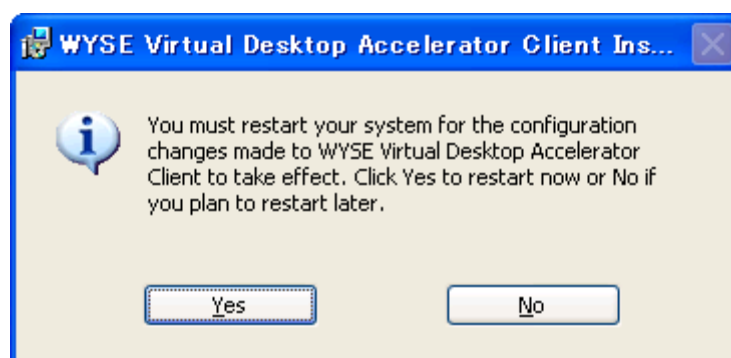 WYSE Virtual Desktop Accelerator Client Ins...
You must restart your system for the configuration
changes made to WYSE Virtual Desktop Accelerator
Client to take effect. Click Yes to restart now or No if
you plan to restart later.
Yes
No